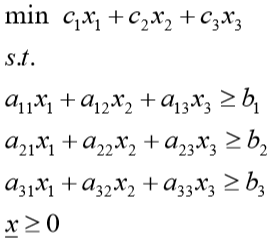 min c₁x₁ + c₂x₂ + c₃x₃
s.t.
a₁₁x₁ + a₁₂x₂ + a₁₃x₃ ≥ b₁
a₂₁x₁ + a₂₂x₂ + a₂₃x₃ ≥ b₂
a₃₁x₁ + a₃₂x₂ + a₃₃x₃ ≥ b₃
x̲ ≥ 0